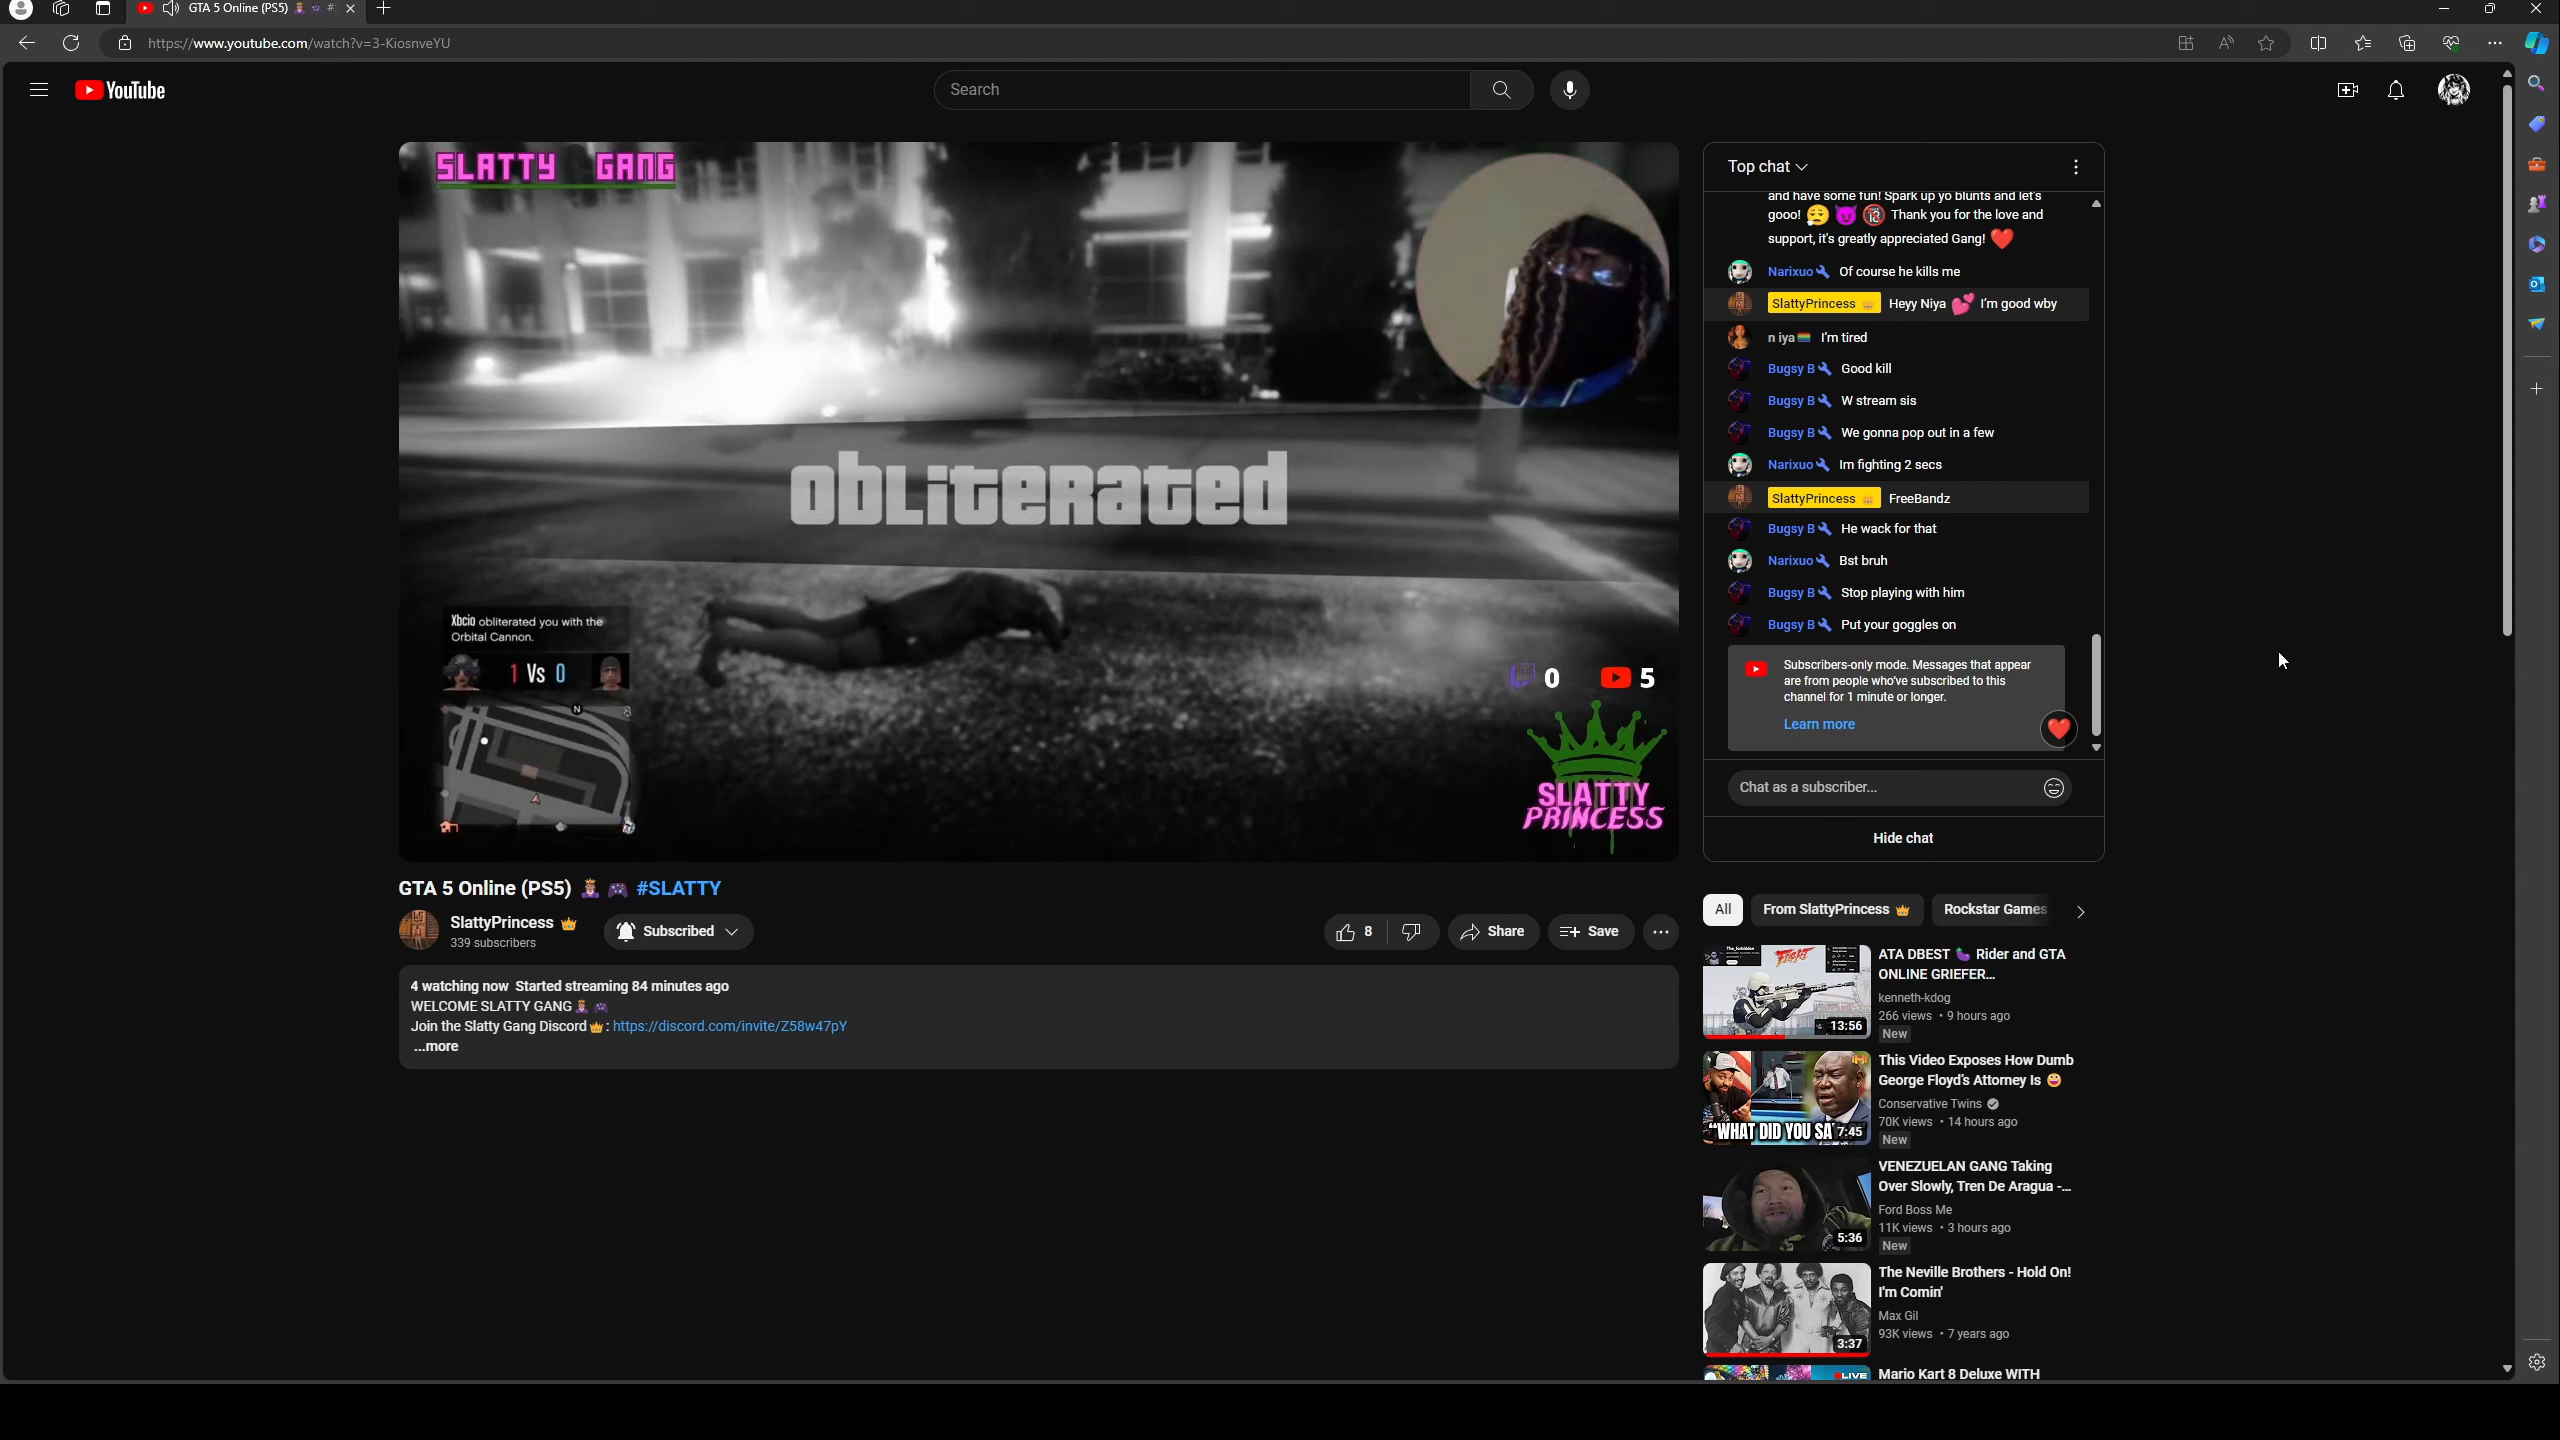 GTA 5 Online (PS5)
https://www.youtube.com/watch?v=3-KiosnveYU
YouTube
Search
SLATTY GANG
obliterated
Xbcio obliterated you with the
Orbital Cannon.
1 Vs 0
N
0
5
SLATTY
PRINCESS
Top chat
and have some fun! Spark up yo blunts and let's
gooo! 😮‍💨 😈 🔞 Thank you for the love and
support, it's greatly appreciated Gang! ❤️
Narixuo Of course he kills me
SlattyPrincess 👑 Heyy Niya 💕 I'm good wby
n iya I'm tired
Bugsy B Good kill
Bugsy B W stream sis
Bugsy B We gonna pop out in a few
Narixuo Im fighting 2 secs
SlattyPrincess 👑 FreeBandz
Bugsy B He wack for that
Narixuo Bst bruh
Bugsy B Stop playing with him
Bugsy B Put your goggles on
Subscribers-only mode. Messages that appear
are from people who've subscribed to this
channel for 1 minute or longer.
Learn more
Chat as a subscriber...
Hide chat
GTA 5 Online (PS5) 👸 🎮 #SLATTY
SlattyPrincess 👑
339 subscribers
Subscribed
8
Share
Save
4 watching now Started streaming 84 minutes ago
WELCOME SLATTY GANG 👸 🎮
Join the Slatty Gang Discord 👑 : https://discord.com/invite/Z58w47pY
...more
All
From SlattyPrincess 👑
Rockstar Games
FIGHT
13:56
ATA DBEST 🍆 Rider and GTA
ONLINE GRIEFER...
kenneth-kdog
266 views • 9 hours ago
New
"WHAT DID YOU SA
7:45
This Video Exposes How Dumb
George Floyd's Attorney Is 😀
Conservative Twins
70K views • 14 hours ago
New
5:36
VENEZUELAN GANG Taking
Over Slowly, Tren De Aragua -...
Ford Boss Me
11K views • 3 hours ago
New
3:37
The Neville Brothers - Hold On!
I'm Comin'
Max Gil
93K views • 7 years ago
LIVE
Mario Kart 8 Deluxe WITH